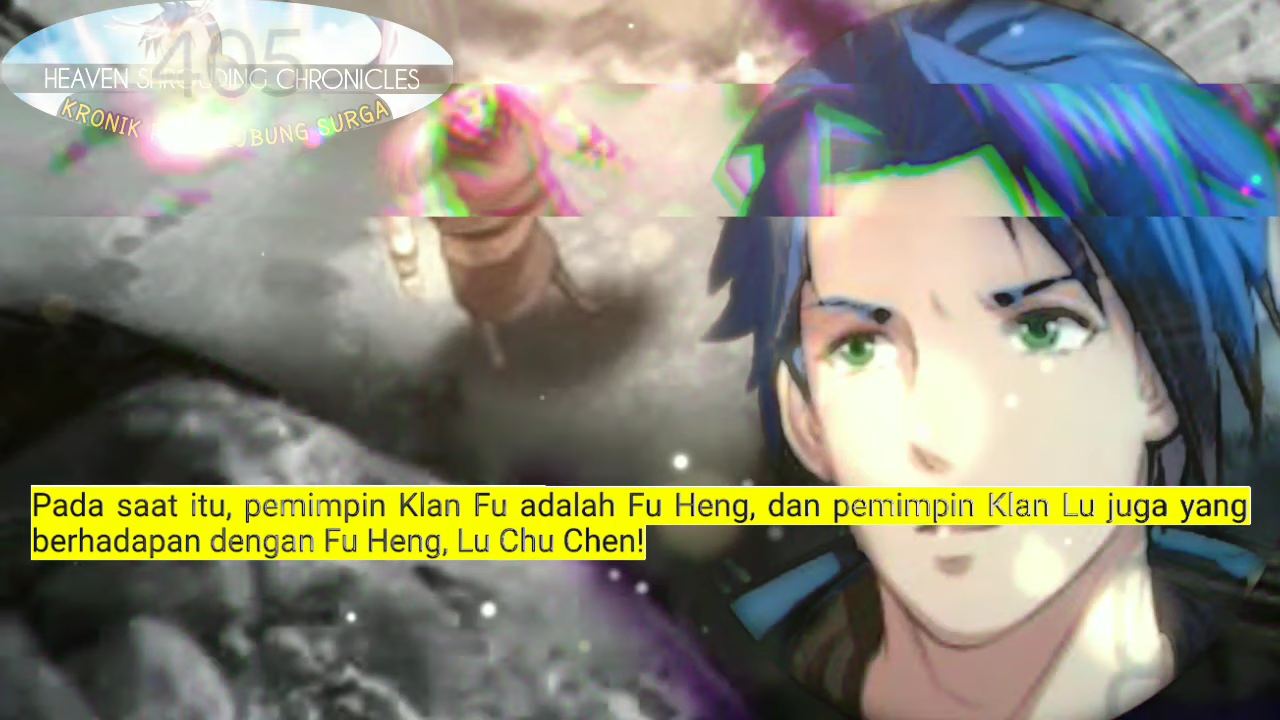 405
HEAVEN SHROUDING CHRONICLES
KRONIK SURGA
Pada saat itu, pemimpin Klan Fu adalah Fu Heng, dan pemimpin Klan Lu juga yang
berhadapan dengan Fu Heng, Lu Chu Chen!